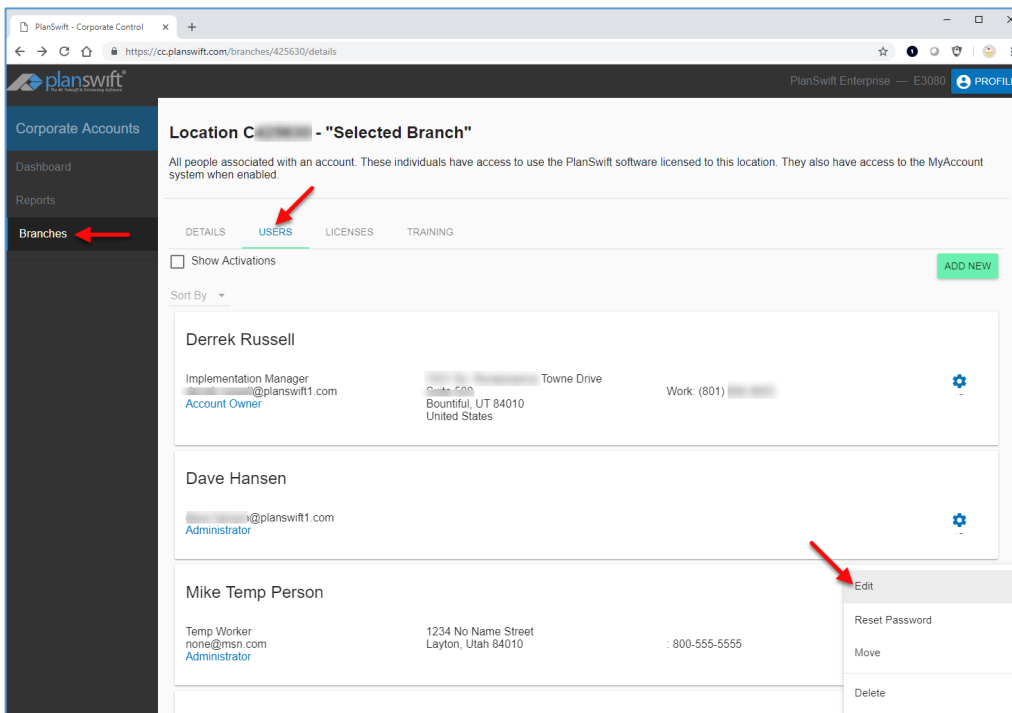 PlanSwift - Corporate Control
https://cc.planswift.com/branches/425630/details
planswift®
PlanSwift Enterprise — E3080
PROFIL
Corporate Accounts
Dashboard
Reports
Branches
Location C - "Selected Branch"
All people associated with an account. These individuals have access to use the PlanSwift software licensed to this location. They also have access to the MyAccount
system when enabled.
DETAILS USERS LICENSES TRAINING
Show Activations
ADD NEW
Sort By
Derrek Russell
Implementation Manager
@planswift1.com
Account Owner
Towne Drive
Bountiful, UT 84010
United States
Work: (801)
Dave Hansen
@planswift1.com
Administrator
Mike Temp Person
Temp Worker
none@msn.com
Administrator
1234 No Name Street
Layton, Utah 84010
: 800-555-5555
Edit
Reset Password
Move
Delete